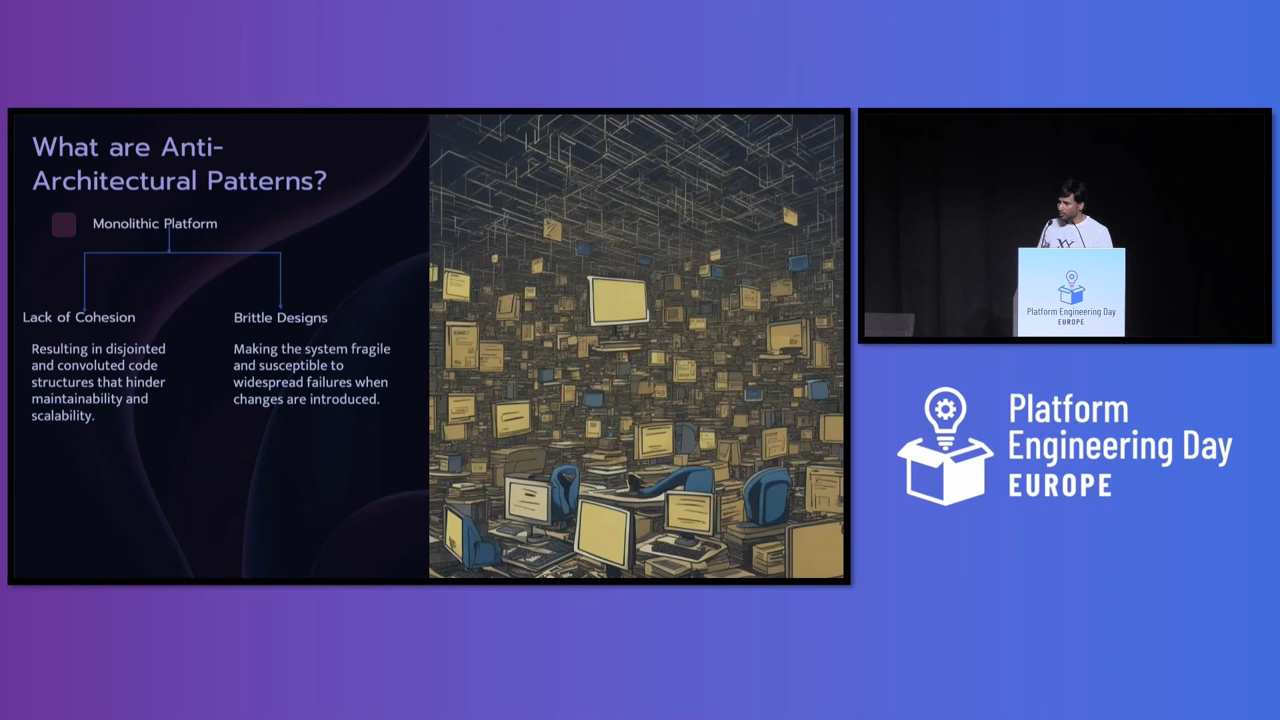 What are Anti-
Architectural Patterns?
Monolithic Platform
Lack of Cohesion
Resulting in disjointed
and convoluted code
structures that hinder
maintainability and
scalability.
Brittle Designs
Making the system fragile
and susceptible to
widespread failures when
changes are introduced.
Platform Engineering Day
EUROPE
Platform
Engineering Day
EUROPE